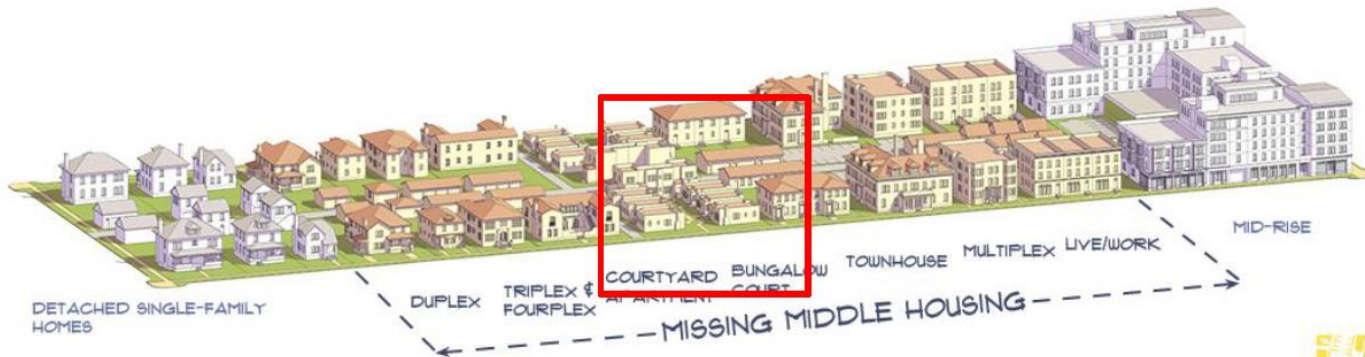 DETACHED SINGLE-FAMILY
HOMES
DUPLEX
TRIPLEX &
FOURPLEX
COURTYARD
APARTMENT
BUNGALOW
COURT
TOWNHOUSE
MULTIPLEX
LIVE/WORK
MID-RISE
MISSING MIDDLE HOUSING